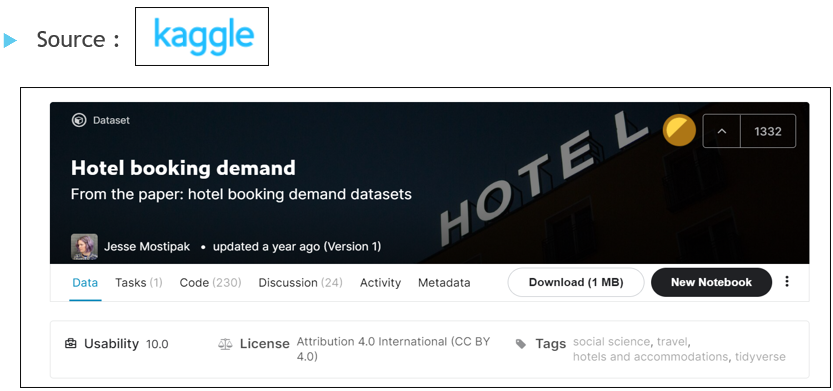 Source : kaggle
Dataset
1332
Hotel booking demand
From the paper: hotel booking demand datasets
HOTEL
Jesse Mostipak • updated a year ago (Version 1)
Data Tasks (1) Code (230) Discussion (24) Activity Metadata Download (1 MB) New Notebook
Usability 10.0 License Attribution 4.0 International (CC BY
4.0) Tags social science, travel,
hotels and accommodations, tidyverse